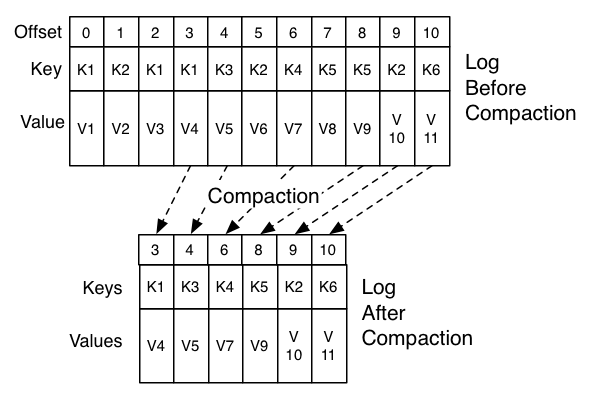 Offset 0 1 2 3 4 5 6 7 8 9 10
Key K1 K2 K1 K1 K3 K2 K4 K5 K5 K2 K6
Value V1 V2 V3 V4 V5 V6 V7 V8 V9 V 10 V 11
Log
Before
Compaction
Compaction
3 4 6 8 9 10
Keys K1 K3 K4 K5 K2 K6
Values V4 V5 V7 V9 V 10 V 11
Log
After
Compaction